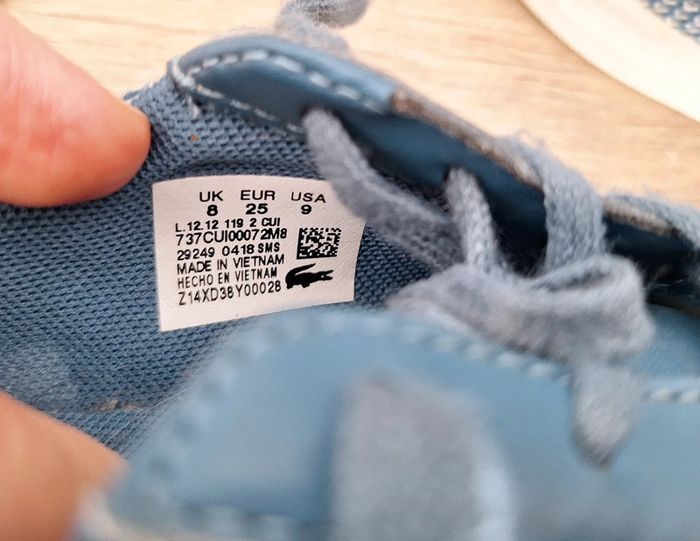 UK EUR USA
8 25 9
L.12.12 119 2 CUI
737CUI00072M8
29249 0418 SMS
MADE IN VIETNAM
HECHO EN VIETNAM
Z14XD38Y00028